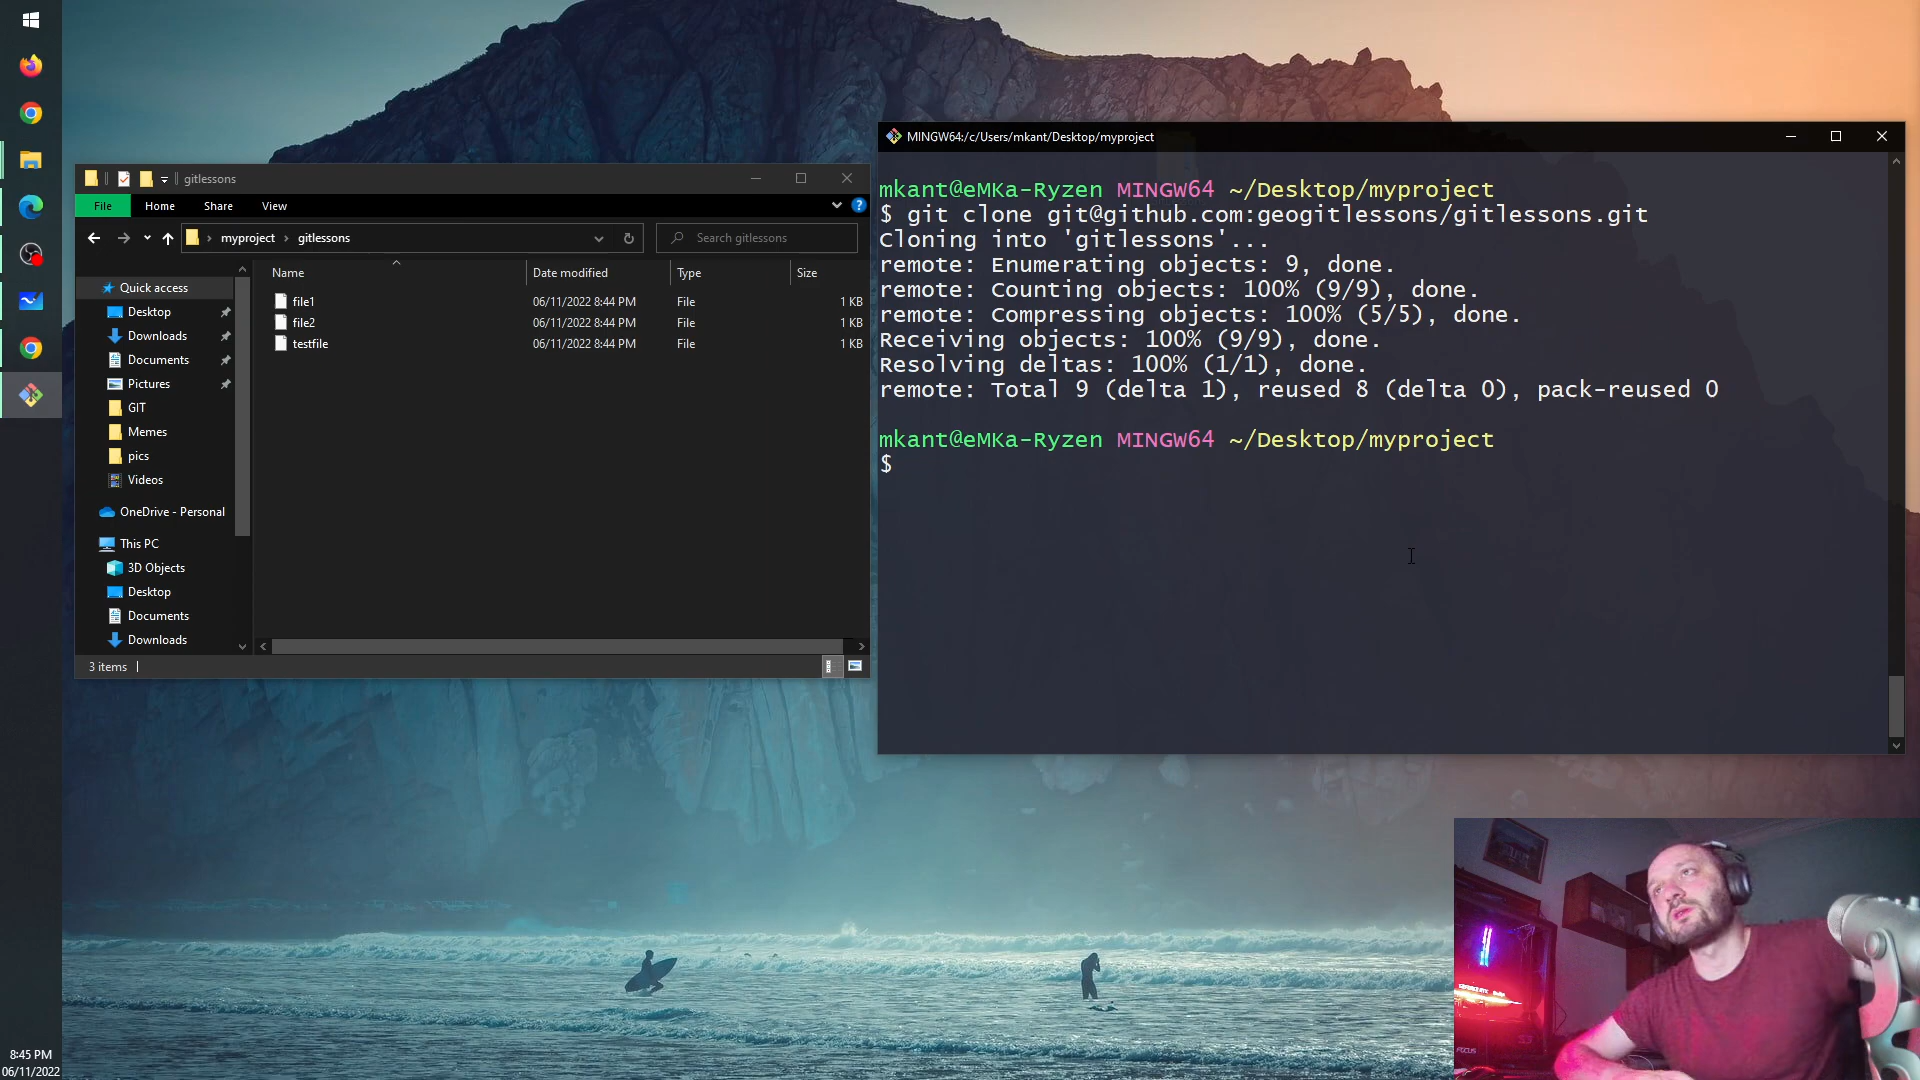 gitlessons
File Home Share View
myproject › gitlessons
Search gitlessons
Name Date modified Type Size
file1 06/11/2022 8:44 PM File 1 KB
file2 06/11/2022 8:44 PM File 1 KB
testfile 06/11/2022 8:44 PM File 1 KB
Quick access
Desktop
Downloads
Documents
Pictures
GIT
Memes
pics
Videos
OneDrive - Personal
This PC
3D Objects
Desktop
Documents
Downloads
3 items
MINGW64:/c/Users/mkant/Desktop/myproject
mkant@eMKa-Ryzen MINGW64 ~/Desktop/myproject
$ git clone git@github.com:geogitlessons/gitlessons.git
Cloning into 'gitlessons'...
remote: Enumerating objects: 9, done.
remote: Counting objects: 100% (9/9), done.
remote: Compressing objects: 100% (5/5), done.
Receiving objects: 100% (9/9), done.
Resolving deltas: 100% (1/1), done.
remote: Total 9 (delta 1), reused 8 (delta 0), pack-reused 0
mkant@eMKa-Ryzen MINGW64 ~/Desktop/myproject
$
8:45 PM
06/11/2022